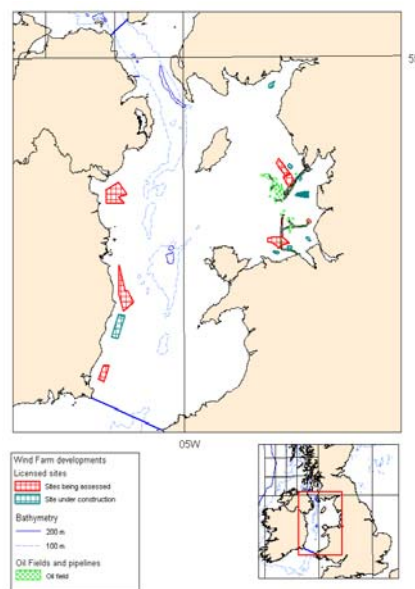 05W
Wind Farm developments
Licensed sites
Sites being assessed
Site under construction
Bathymetry
200 m
100 m
Oil Fields and pipelines
Oil field